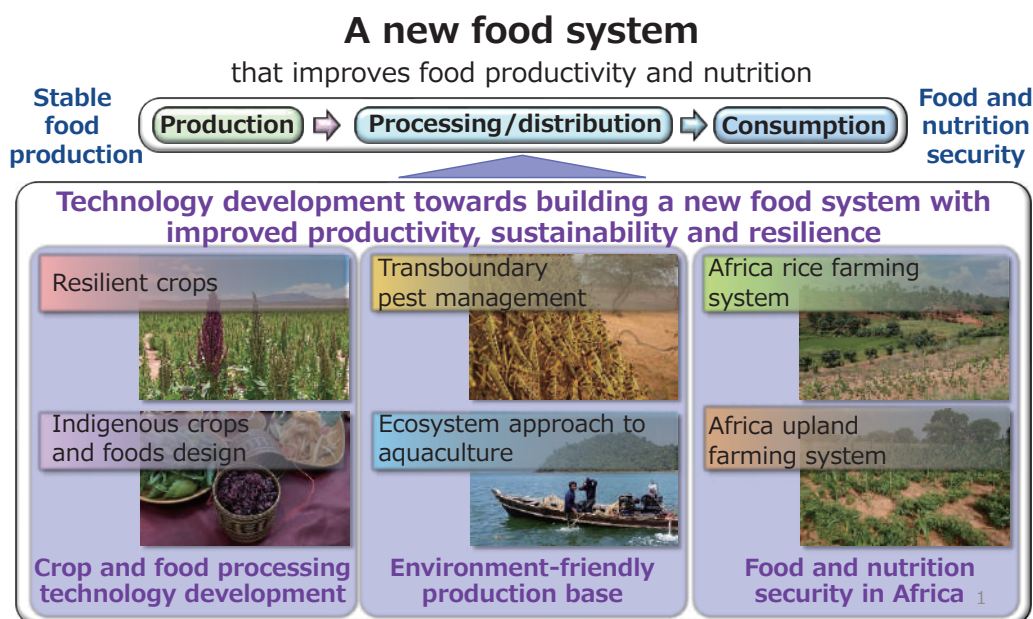 A new food system
that improves food productivity and nutrition
Stable
food
production
Production
Processing/distribution
Consumption
Food and
nutrition
security
Technology development towards building a new food system with
improved productivity, sustainability and resilience
Resilient crops
Indigenous crops
and foods design
Crop and food processing
technology development
Transboundary
pest management
Ecosystem approach to
aquaculture
Environment-friendly
production base
Africa rice farming
system
Africa upland
farming system
Food and nutrition
security in Africa
1